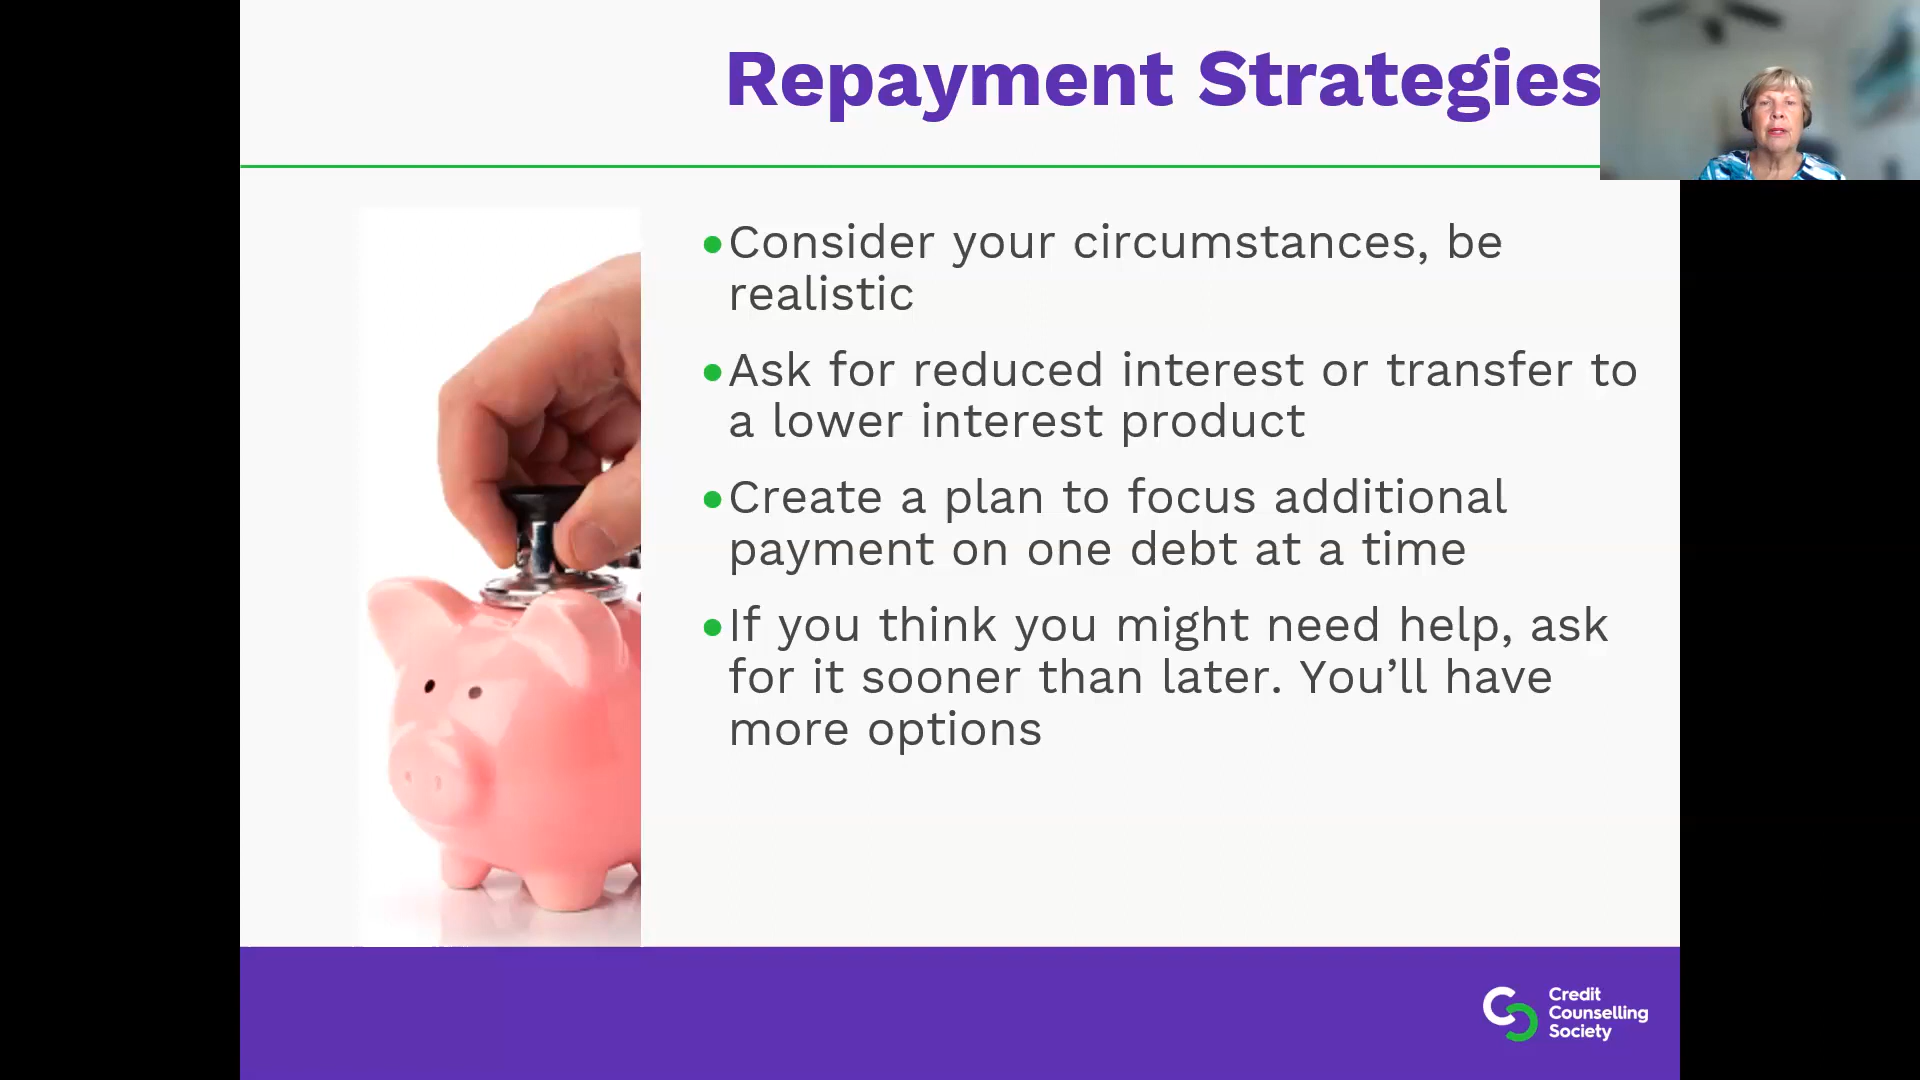 Repayment Strategies
•Consider your circumstances, be
realistic
•Ask for reduced interest or transfer to
a lower interest product
•Create a plan to focus additional
payment on one debt at a time
•If you think you might need help, ask
for it sooner than later. You’ll have
more options
Credit
Counselling
Society